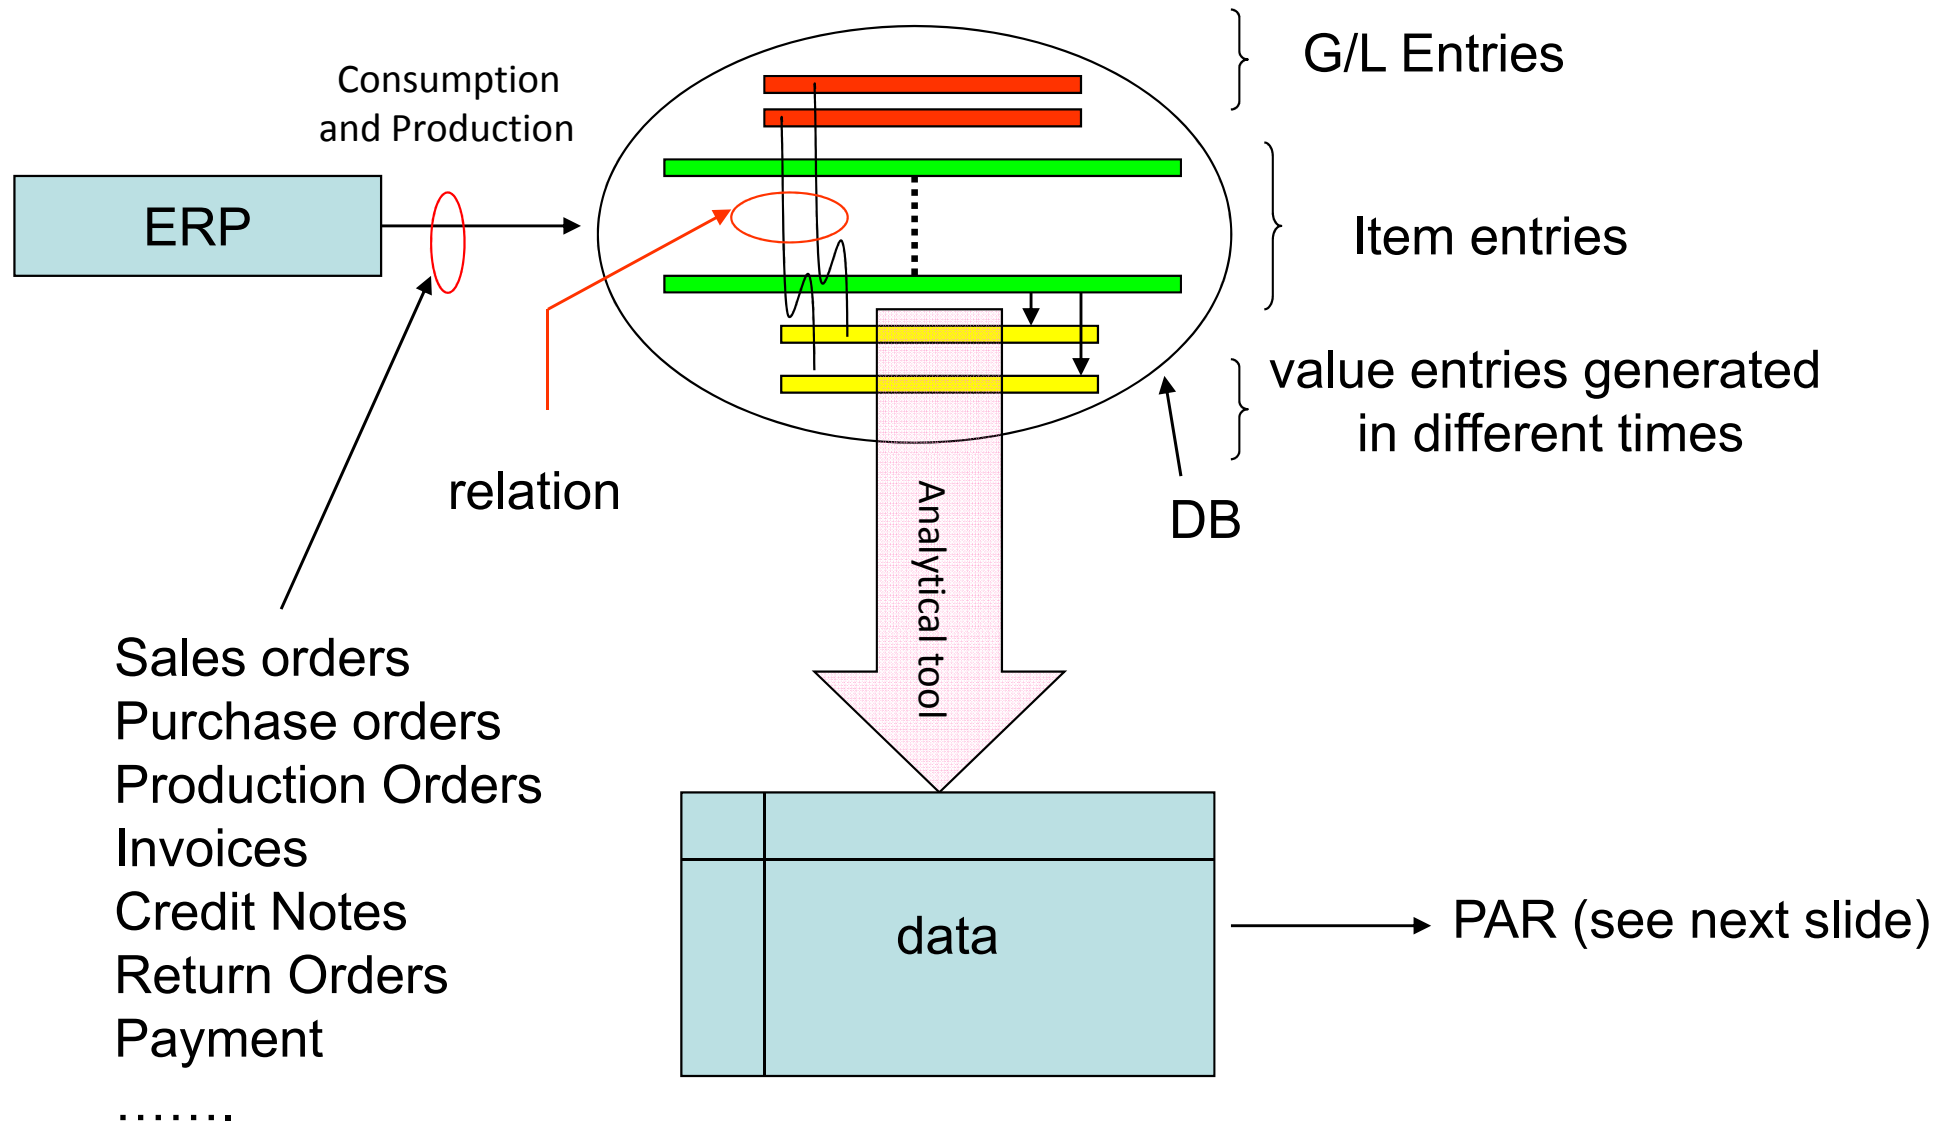 Consumption
and Production
ERP
G/L Entries
Item entries
value entries generated
in different times
relation
DB
Analytical tool
Sales orders
Purchase orders
Production Orders
Invoices
Credit Notes
Return Orders
Payment
…….
data
PAR (see next slide)